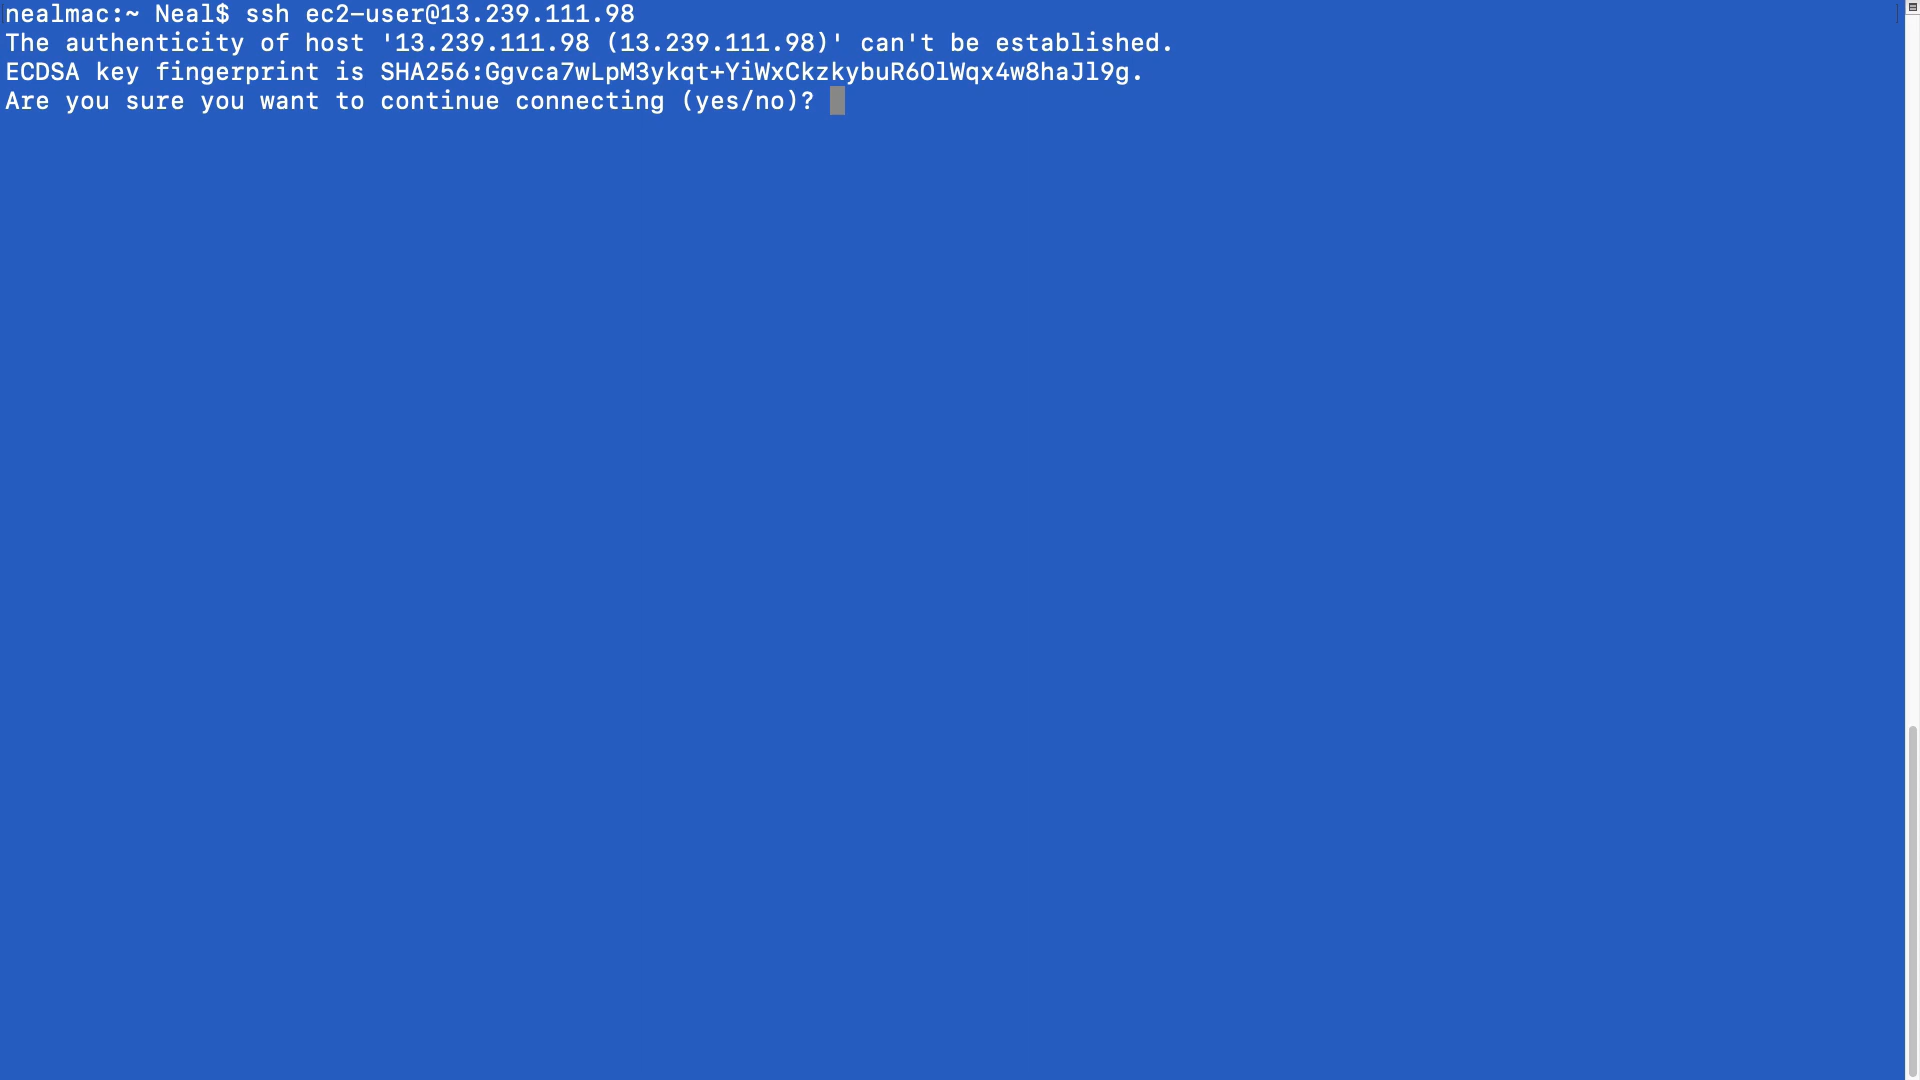 nealmac:~ Neal$ ssh ec2-user@13.239.111.98
The authenticity of host '13.239.111.98 (13.239.111.98)' can't be established.
ECDSA key fingerprint is SHA256:Ggvca7wLpM3ykqt+YiWxCkzkybuR6OlWqx4w8haJl9g.
Are you sure you want to continue connecting (yes/no)?